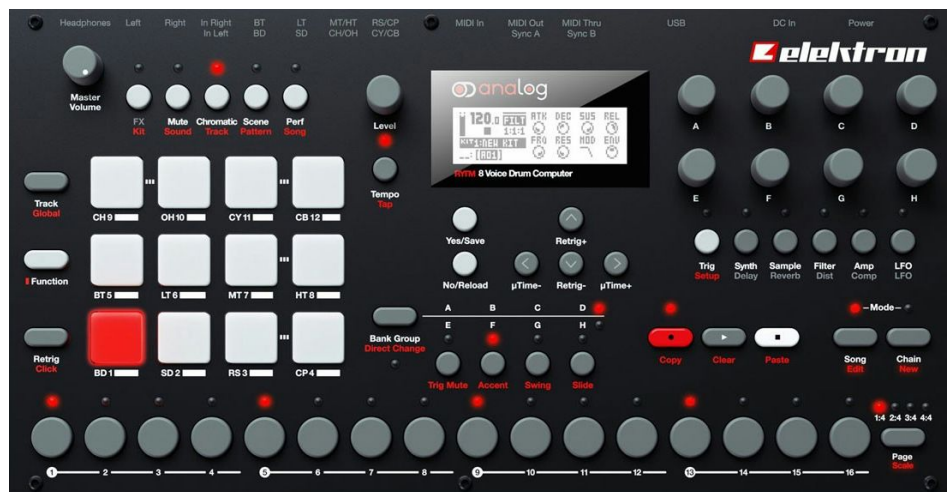 Headphones Left Right In Right BT LT MT/HT RS/CP MIDI In MIDI Out MIDI Thru USB DC In Power
In Left BD SD CH/OH CY/CB Sync A Sync B
elektron
Master
Volume
FX Mute Chromatic Scene Perf
Kit Sound Track Pattern Song
Level
Tempo
Tap
analog
120.0 FILT ATK DEC SUS REL
1:1:1
KIT 1:NEW KIT FRQ RES MOD ENV
__: [A01]
RYTM 8 Voice Drum Computer
A B C D
E F G H
Track
Global
CH 9 OH 10 CY 11 CB 12
Function
BT 5 LT 6 MT 7 HT 8
Retrig
Click
BD 1 SD 2 RS 3 CP 4
Yes/Save Retrig+
No/Reload µTime- Retrig- µTime+
Trig Synth Sample Filter Amp LFO
Setup Delay Reverb Dist Comp LFO
Bank Group
Direct Change
A B C D
E F G H
Trig Mute Accent Swing Slide
Copy Clear Paste
Mode
Song Chain
Edit New
1:4 2:4 3:4 4:4
Page
Scale
1 2 3 4 5 6 7 8 9 10 11 12 13 14 15 16